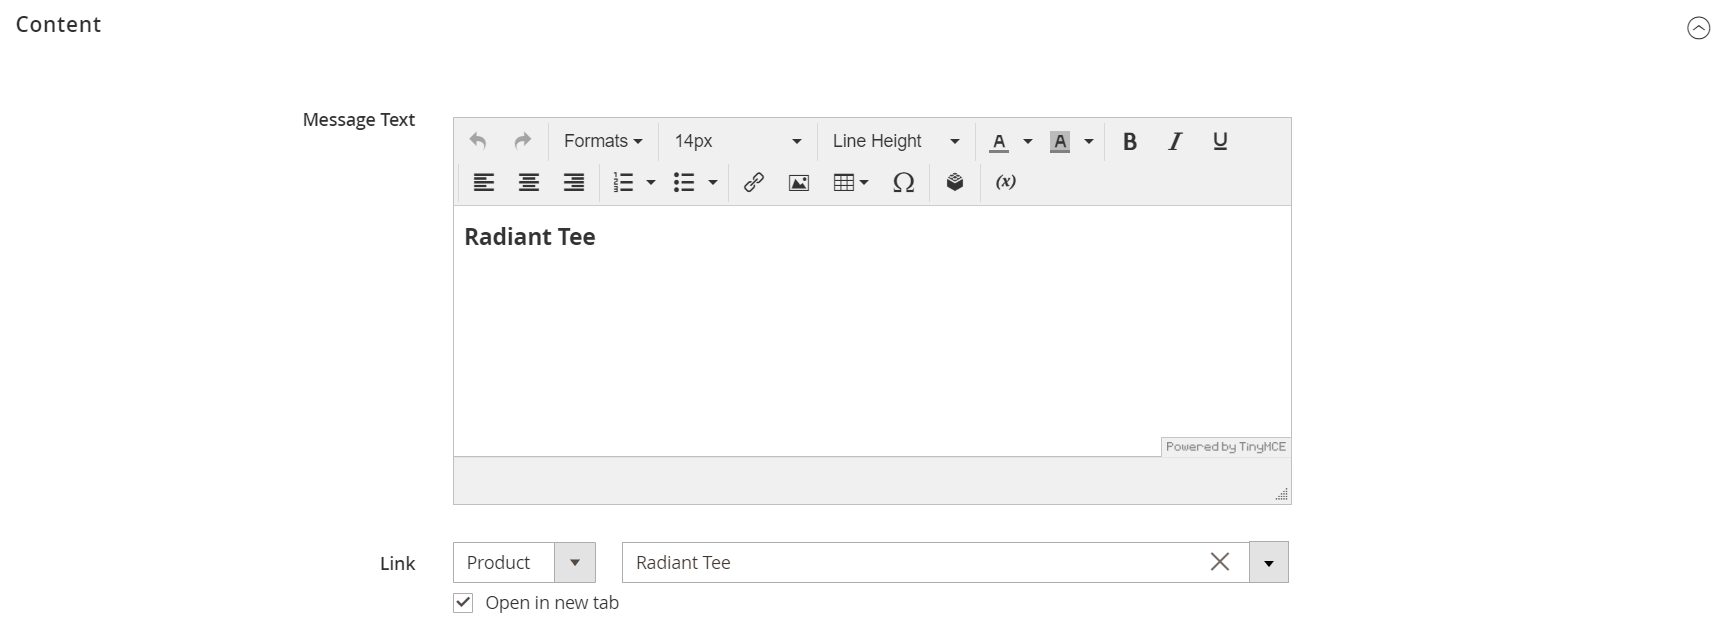 Content
Message Text
Formats 14px Line Height A A B I U
(x)
Radiant Tee
Powered by TinyMCE
Link Product Radiant Tee
Open in new tab